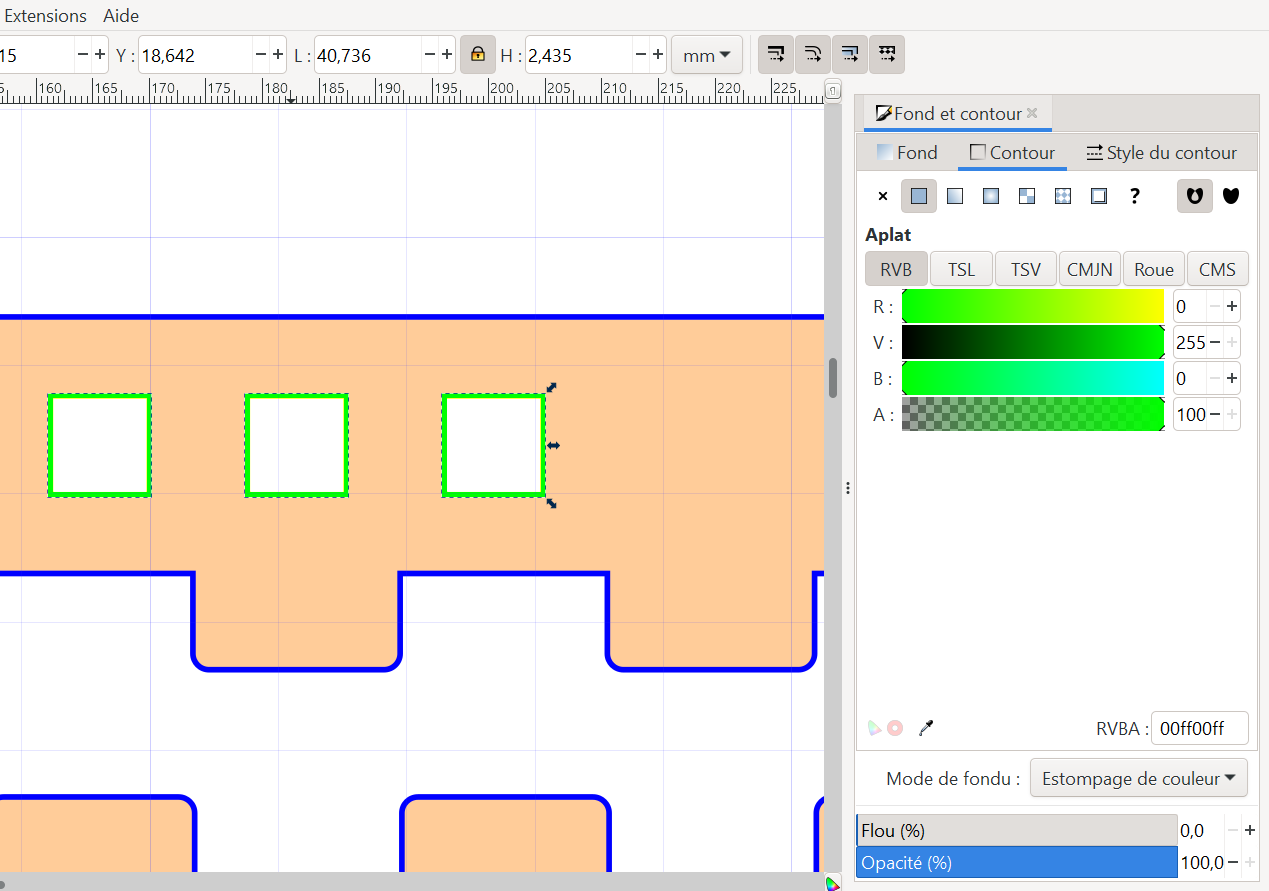 Extensions Aide
15 Y : 18,642 L : 40,736 H : 2,435 mm
160 165 170 175 180 185 190 195 200 205 210 215 220 225
Fond et contour
Fond Contour Style du contour
?
Aplat
RVB TSL TSV CMJN Roue CMS
R : 0
V : 255
B : 0
A : 100
RVBA : 00ff00ff
Mode de fondu : Estompage de couleur
Flou (%) 0,0
Opacité (%) 100,0